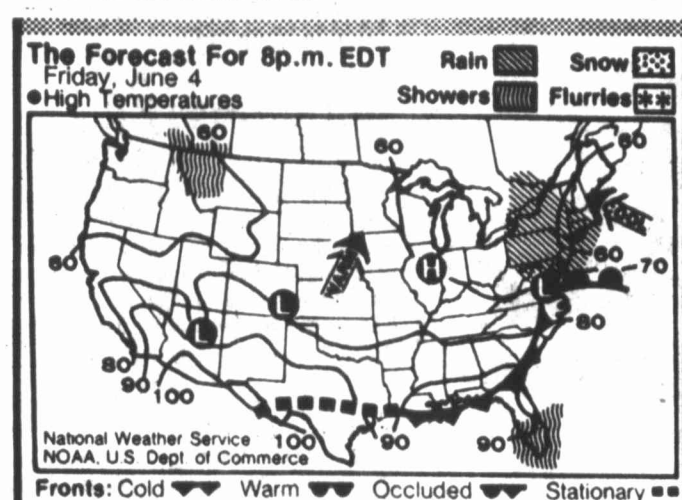 The Forecast For 8p.m. EDT
Friday, June 4
●High Temperatures
Rain Snow
Showers Flurries
60
60
60
60
60
70
80
80
90
100
100
90
90
H
L
L
L
WARM
National Weather Service
NOAA, U.S. Dept. of Commerce
Fronts: Cold Warm Occluded Stationary